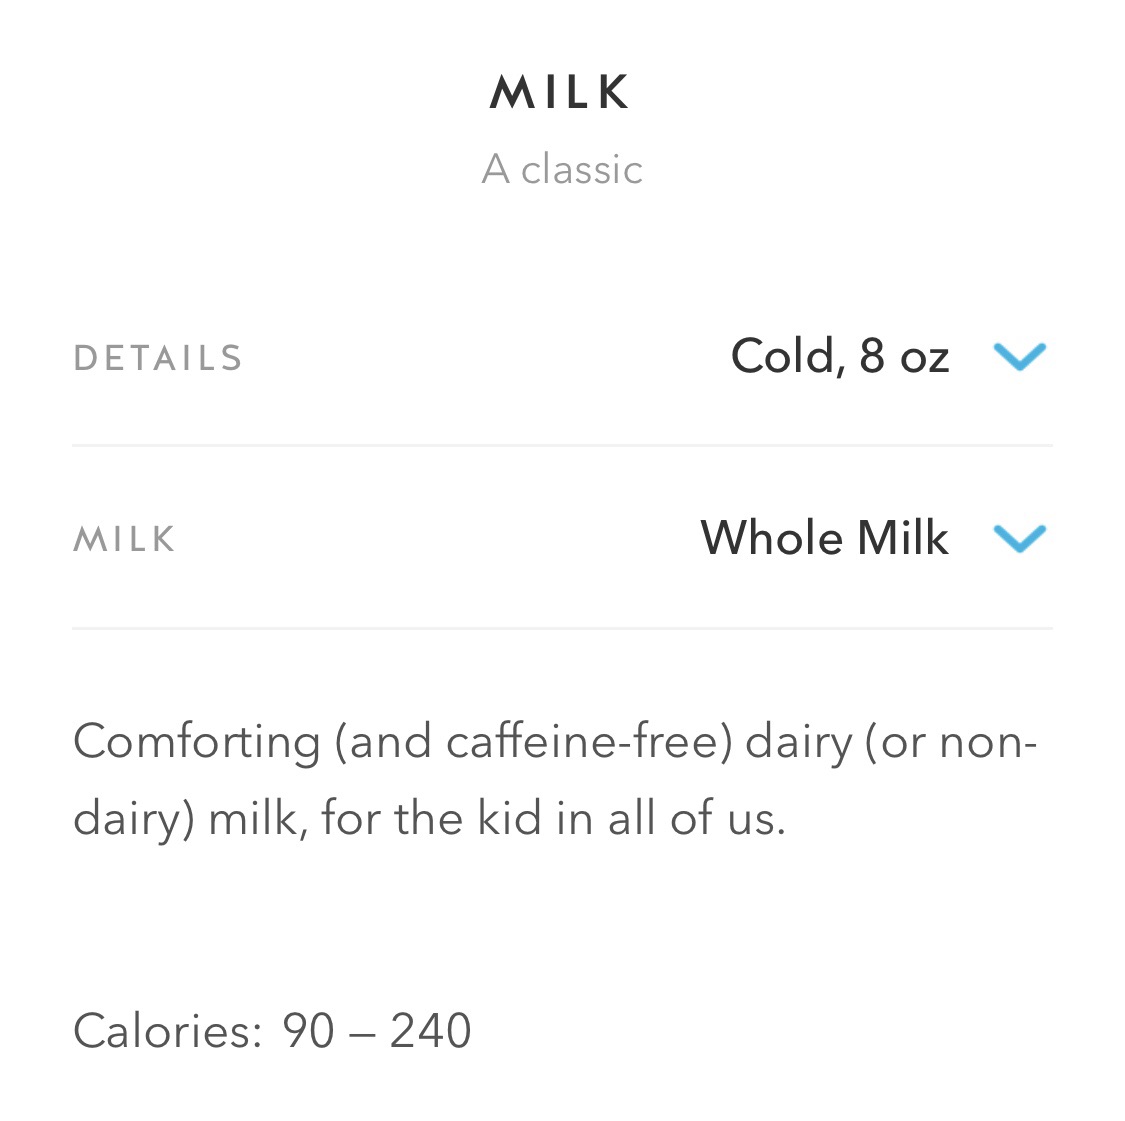 MILK
A classic
DETAILS Cold, 8 oz
MILK Whole Milk
Comforting (and caffeine-free) dairy (or non-
dairy) milk, for the kid in all of us.
Calories: 90 – 240